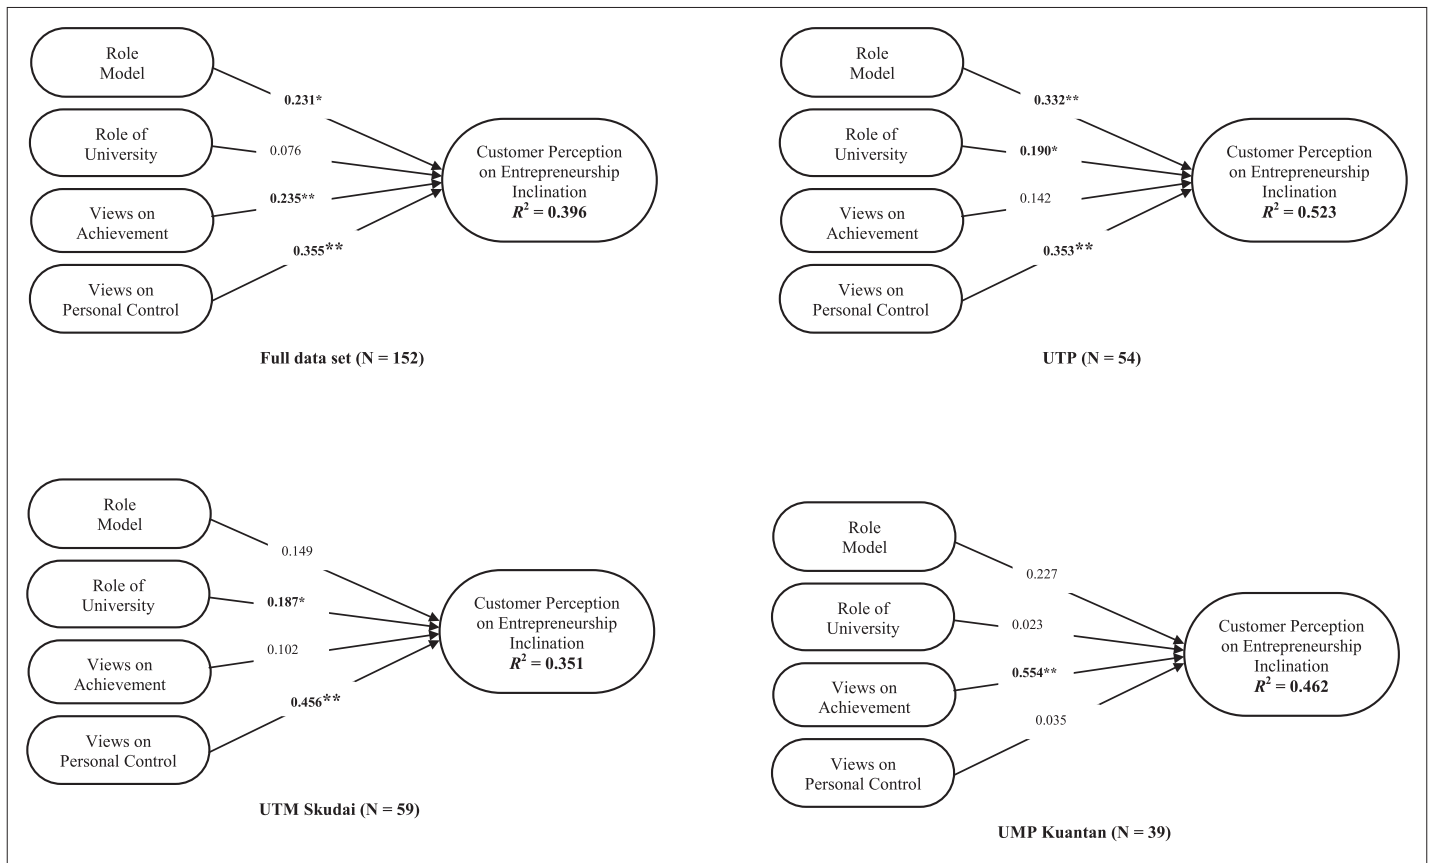 Role
Model
0.231*
Role of
University
0.076
Views on
Achievement
0.235**
Views on
Personal Control
0.355**
Customer Perception
on Entrepreneurship
Inclination
R² = 0.396
Full data set (N = 152)
Role
Model
0.332**
Role of
University
0.190*
Views on
Achievement
0.142
Views on
Personal Control
0.353**
Customer Perception
on Entrepreneurship
Inclination
R² = 0.523
UTP (N = 54)
Role
Model
0.149
Role of
University
0.187*
Views on
Achievement
0.102
Views on
Personal Control
0.456**
Customer Perception
on Entrepreneurship
Inclination
R² = 0.351
UTM Skudai (N = 59)
Role
Model
0.227
Role of
University
0.023
Views on
Achievement
0.554**
Views on
Personal Control
0.035
Customer Perception
on Entrepreneurship
Inclination
R² = 0.462
UMP Kuantan (N = 39)